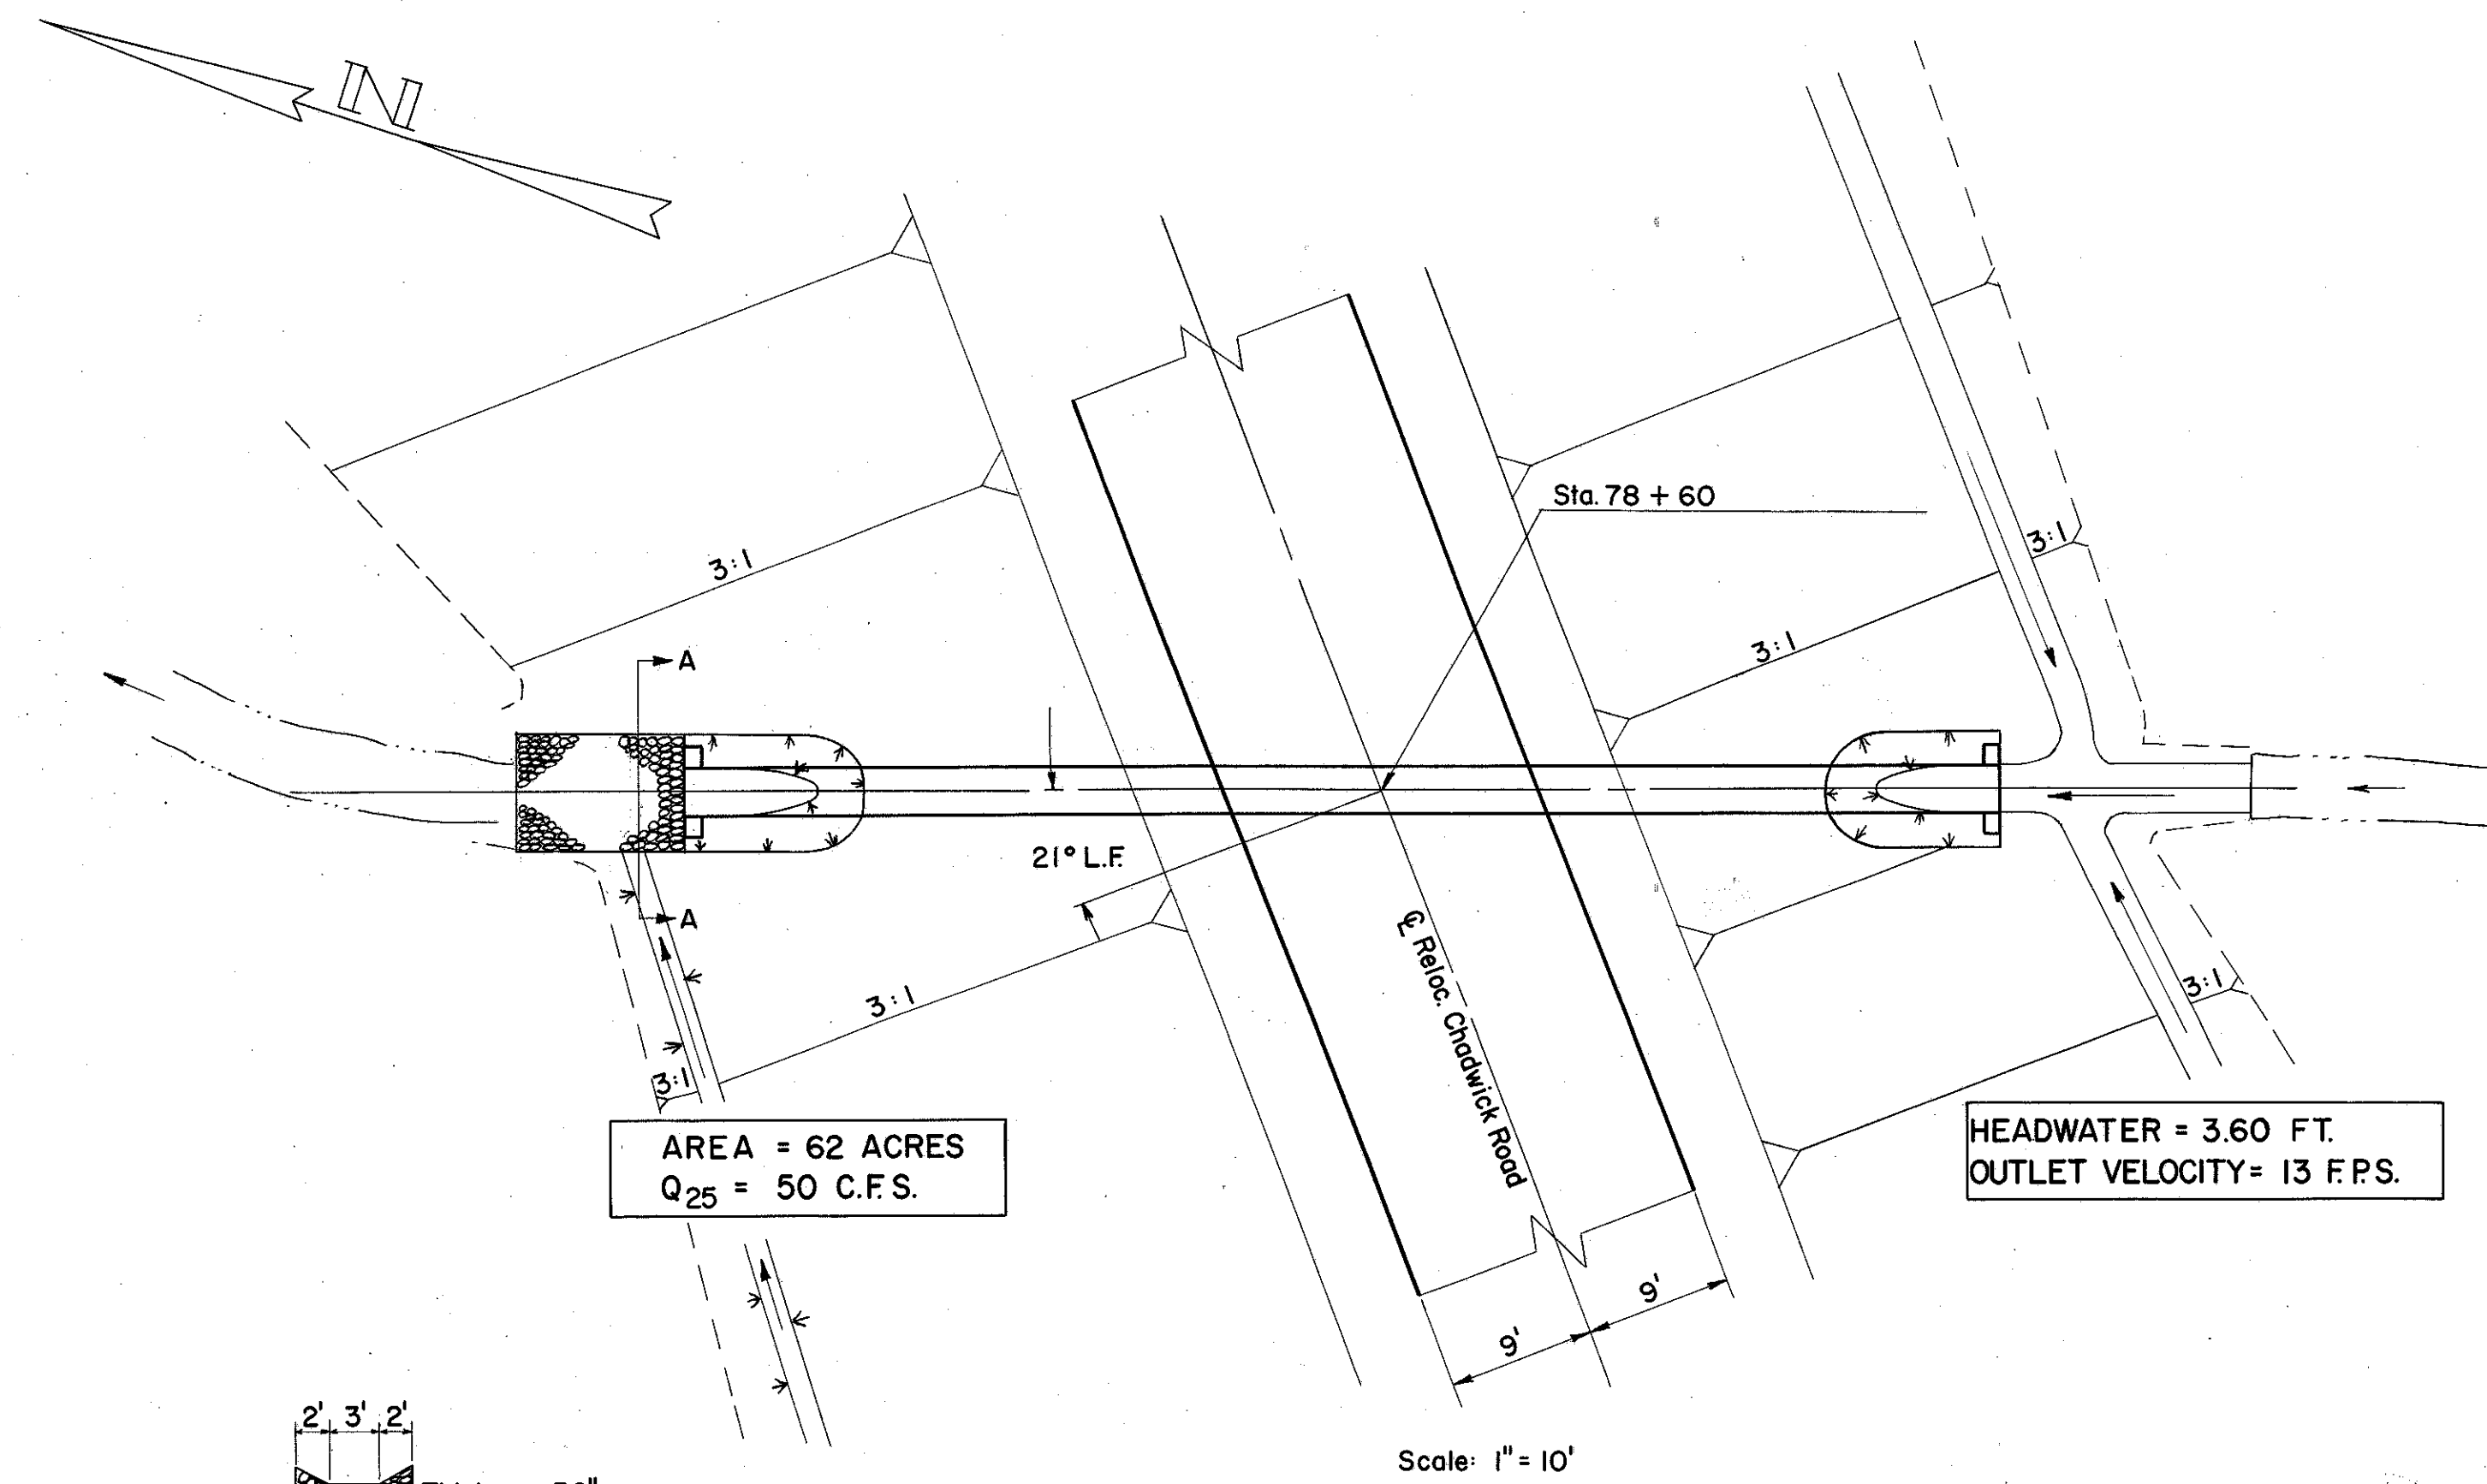 N
Sta. 78 + 60
3:1
3:1
3:1
A
21° L.F.
A
3:1
3:1
3:1
℄ Reloc. Chadwick Road
AREA = 62 ACRES
Q25 = 50 C.F.S.
HEADWATER = 3.60 FT.
OUTLET VELOCITY = 13 F.P.S.
9'
9'
2' 3' 2'
Scale: 1" = 10'